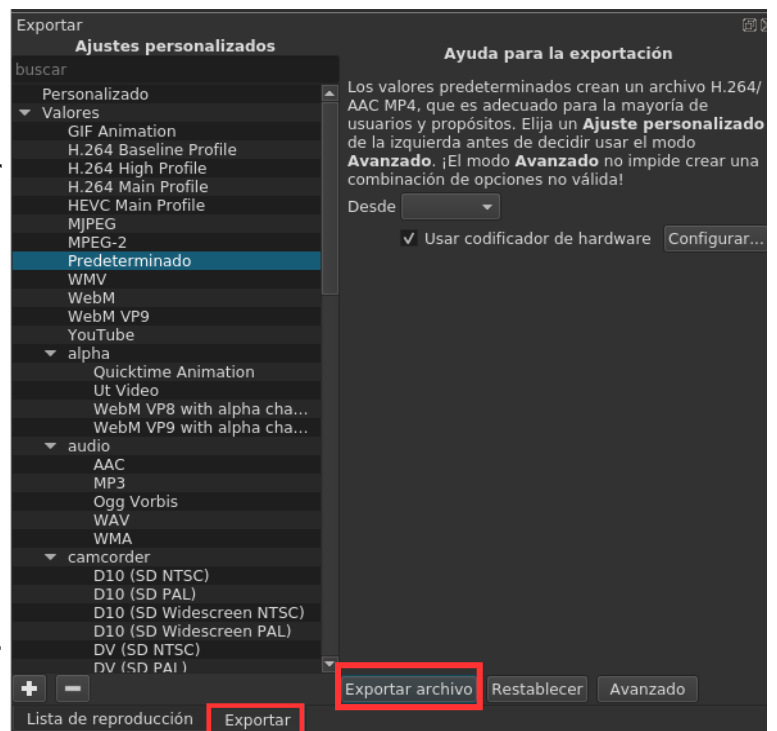 Exportar
Ajustes personalizados
buscar
Personalizado
Valores
GIF Animation
H.264 Baseline Profile
H.264 High Profile
H.264 Main Profile
HEVC Main Profile
MJPEG
MPEG-2
Predeterminado
WMV
WebM
WebM VP9
YouTube
alpha
Quicktime Animation
Ut Video
WebM VP8 with alpha cha...
WebM VP9 with alpha cha...
audio
AAC
MP3
Ogg Vorbis
WAV
WMA
camcorder
D10 (SD NTSC)
D10 (SD PAL)
D10 (SD Widescreen NTSC)
D10 (SD Widescreen PAL)
DV (SD NTSC)
DV (SD PAL)
Ayuda para la exportación
Los valores predeterminados crean un archivo H.264/
AAC MP4, que es adecuado para la mayoría de
usuarios y propósitos. Elija un Ajuste personalizado
de la izquierda antes de decidir usar el modo
Avanzado. ¡El modo Avanzado no impide crear una
combinación de opciones no válida!
Desde
Usar codificador de hardware Configurar...
Exportar archivo Restablecer Avanzado
Lista de reproducción Exportar